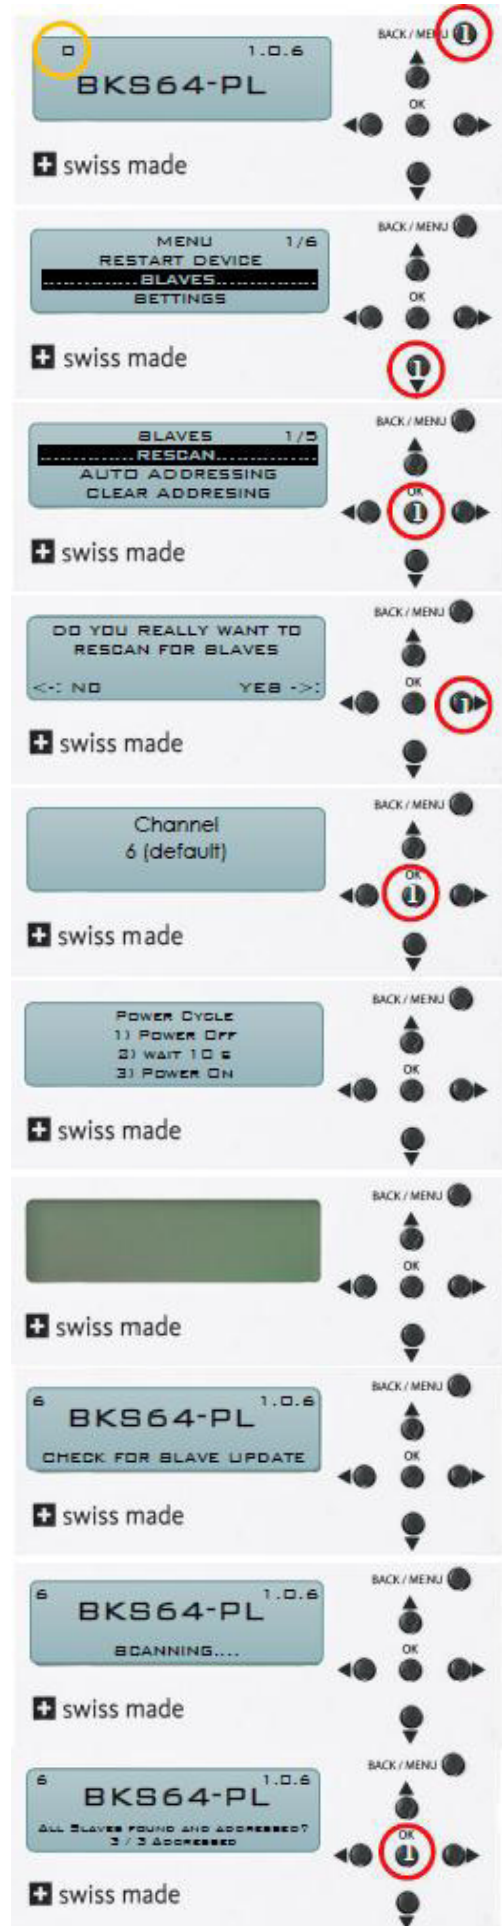 0 1.0.6
BKS64-PL
BACK / MENU 1
OK
swiss made
MENU 1/6
RESTART DEVICE
SLAVES
SETTINGS
BACK / MENU
OK
1
swiss made
SLAVES 1/5
RESCAN
AUTO ADDRESSING
CLEAR ADDRESING
BACK / MENU
OK
1
swiss made
DO YOU REALLY WANT TO
RESCAN FOR SLAVES
<-: NO YES ->:
BACK / MENU
OK
1
swiss made
Channel
6 (default)
BACK / MENU
OK
1
swiss made
POWER CYCLE
1) POWER OFF
2) WAIT 10 S
3) POWER ON
BACK / MENU
OK
swiss made
BACK / MENU
OK
swiss made
6 1.0.6
BKS64-PL
CHECK FOR SLAVE UPDATE
BACK / MENU
OK
swiss made
6 1.0.6
BKS64-PL
SCANNING....
BACK / MENU
OK
swiss made
6 1.0.6
BKS64-PL
ALL SLAVES FOUND AND ADDRESSED?
3 / 3 ADDRESSED
BACK / MENU
OK
1
swiss made